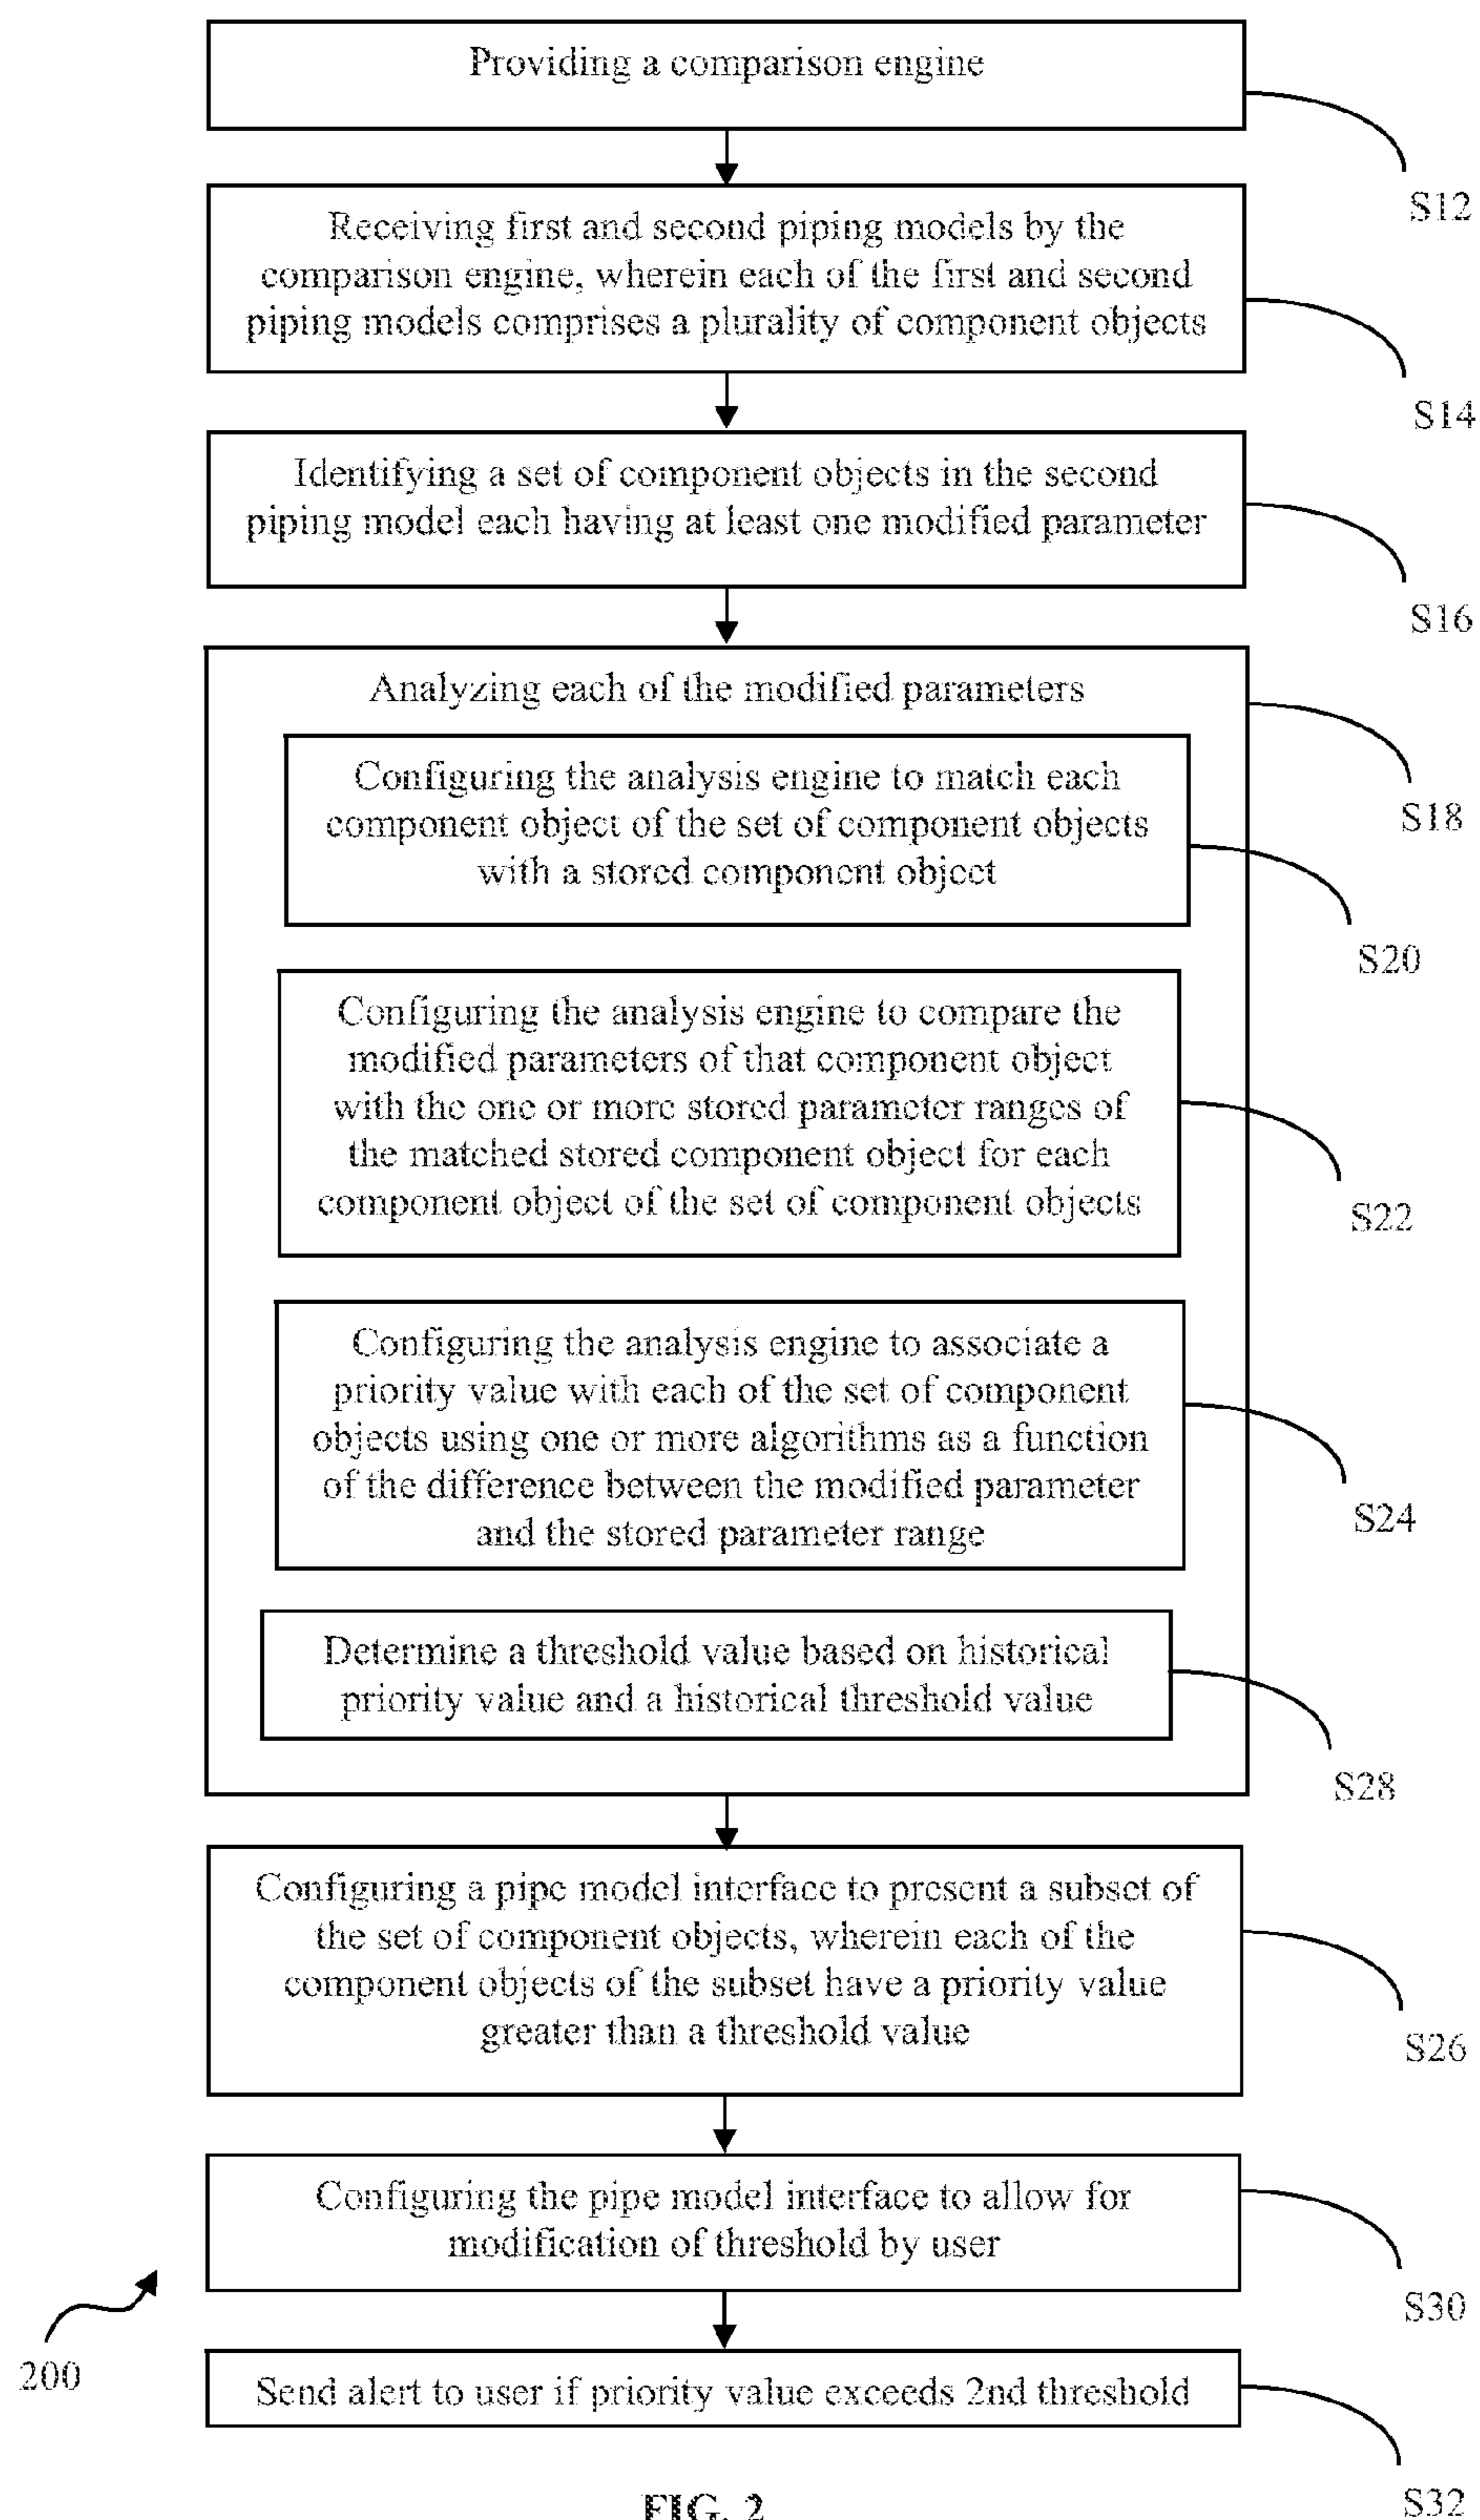 Providing a comparison engine
S12
Receiving first and second piping models by the
comparison engine, wherein each of the first and second
piping models comprises a plurality of component objects
S14
Identifying a set of component objects in the second
piping model each having at least one modified parameter
S16
Analyzing each of the modified parameters
S18
Configuring the analysis engine to match each
component object of the set of component objects
with a stored component object
S20
Configuring the analysis engine to compare the
modified parameters of that component object
with the one or more stored parameter ranges of
the matched stored component object for each
component object of the set of component objects
S22
Configuring the analysis engine to associate a
priority value with each of the set of component
objects using one or more algorithms as a function
of the difference between the modified parameter
and the stored parameter range
S24
Determine a threshold value based on historical
priority value and a historical threshold value
S28
Configuring a pipe model interface to present a subset of
the set of component objects, wherein each of the
component objects of the subset have a priority value
greater than a threshold value
S26
Configuring the pipe model interface to allow for
modification of threshold by user
S30
200
Send alert to user if priority value exceeds 2nd threshold
S32
FIG. 2